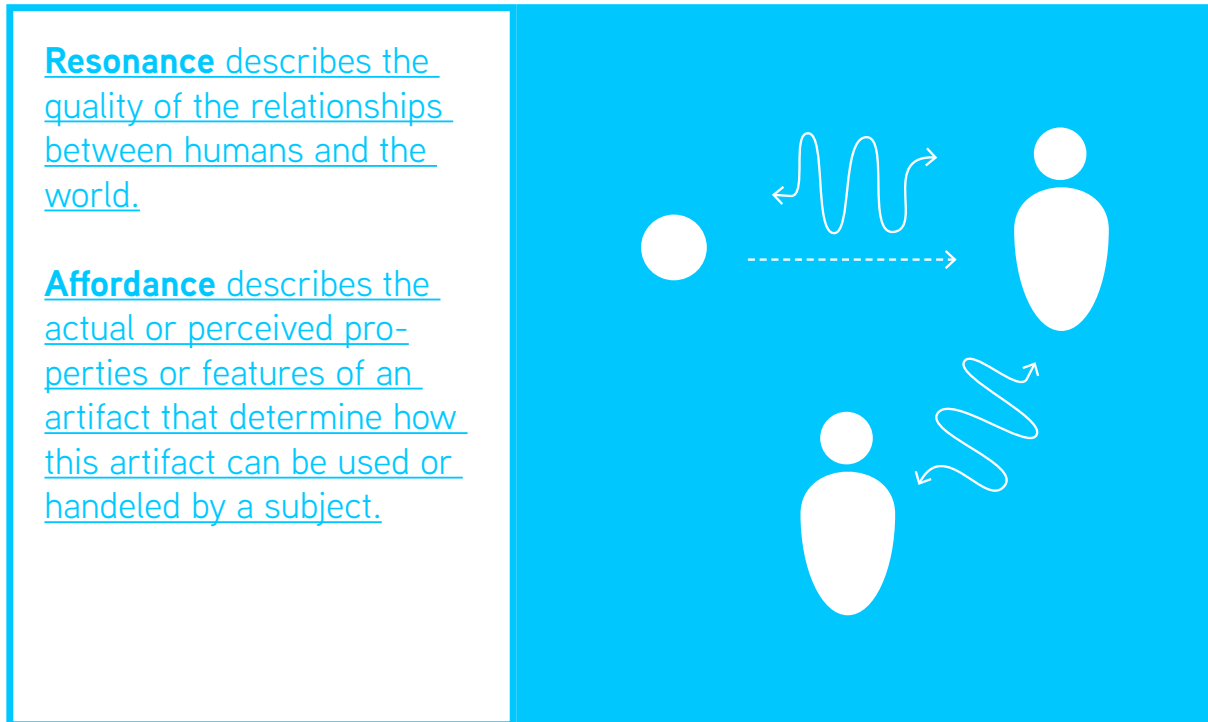 Resonance describes the
quality of the relationships
between humans and the
world.
Affordance describes the
actual or perceived pro-
perties or features of an
artifact that determine how
this artifact can be used or
handeled by a subject.